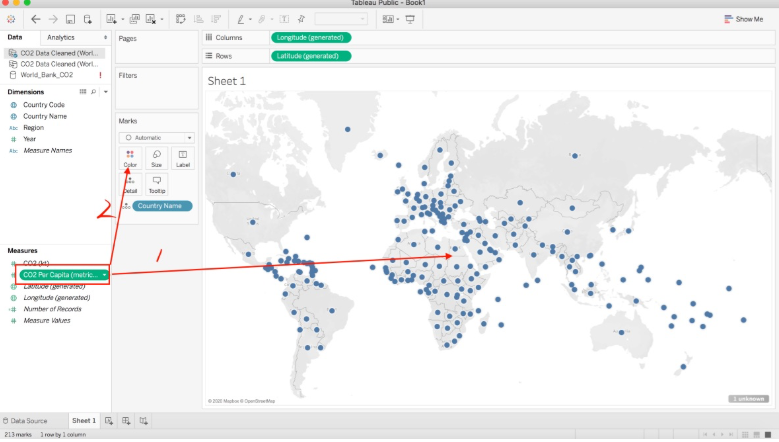 Tableau Public - Book1
Show Me
Data
Analytics
CO2 Data Cleaned (Worl...
CO2 Data Cleaned (Worl...
World_Bank_CO2
!
Dimensions
Country Code
Country Name
Abc Region
# Year
Abc Measure Names
Measures
# CO2 (kt)
# CO2 Per Capita (metric...
Latitude (generated)
Longitude (generated)
# Number of Records
# Measure Values
Pages
Filters
Marks
Automatic
Color
Size
Label
Detail
Tooltip
Country Name
2
1
Columns
Longitude (generated)
Rows
Latitude (generated)
Sheet 1
© 2020 Mapbox © OpenStreetMap
1 unknown
Data Source
Sheet 1
213 marks
1 row by 1 column